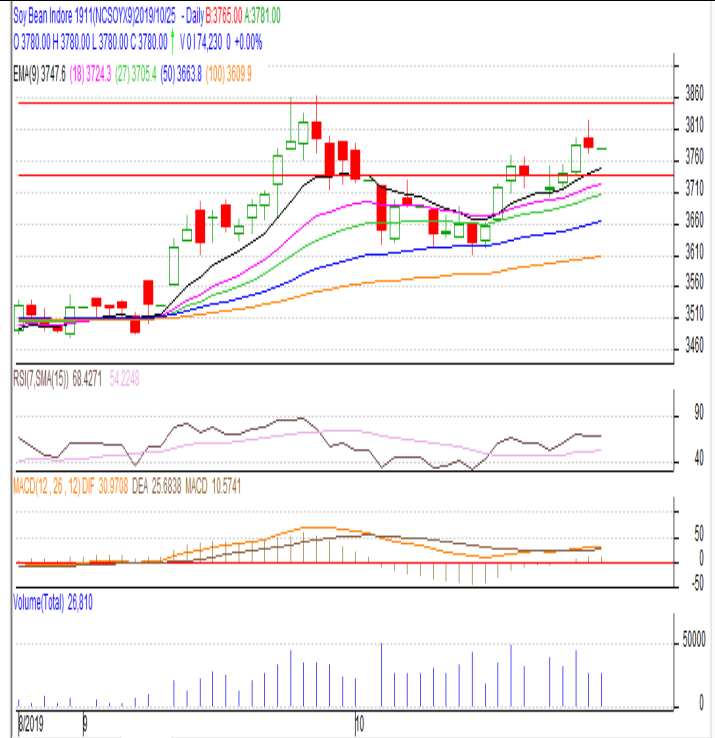 Soy Bean Indore 1911(NCSOYX9)2019/10/25 - Daily B:3765.00 A:3781.00
O 3780.00 H 3780.00 L 3780.00 C 3780.00 V 0 I 74,230 0 +0.00%
EMA(9) 3747.6 (18) 3724.3 (27) 3705.4 (50) 3663.8 (100) 3609.9
3860
3810
3760
3710
3660
3610
3560
3510
3460
RSI(7,SMA(15)) 68.4271 54.2248
90
40
MACD(12 , 26 , 12) DIF 30.9708 DEA 25.6838 MACD 10.5741
50
0
-50
Volume(Total) 26,810
50000
0
8/2019 9 10